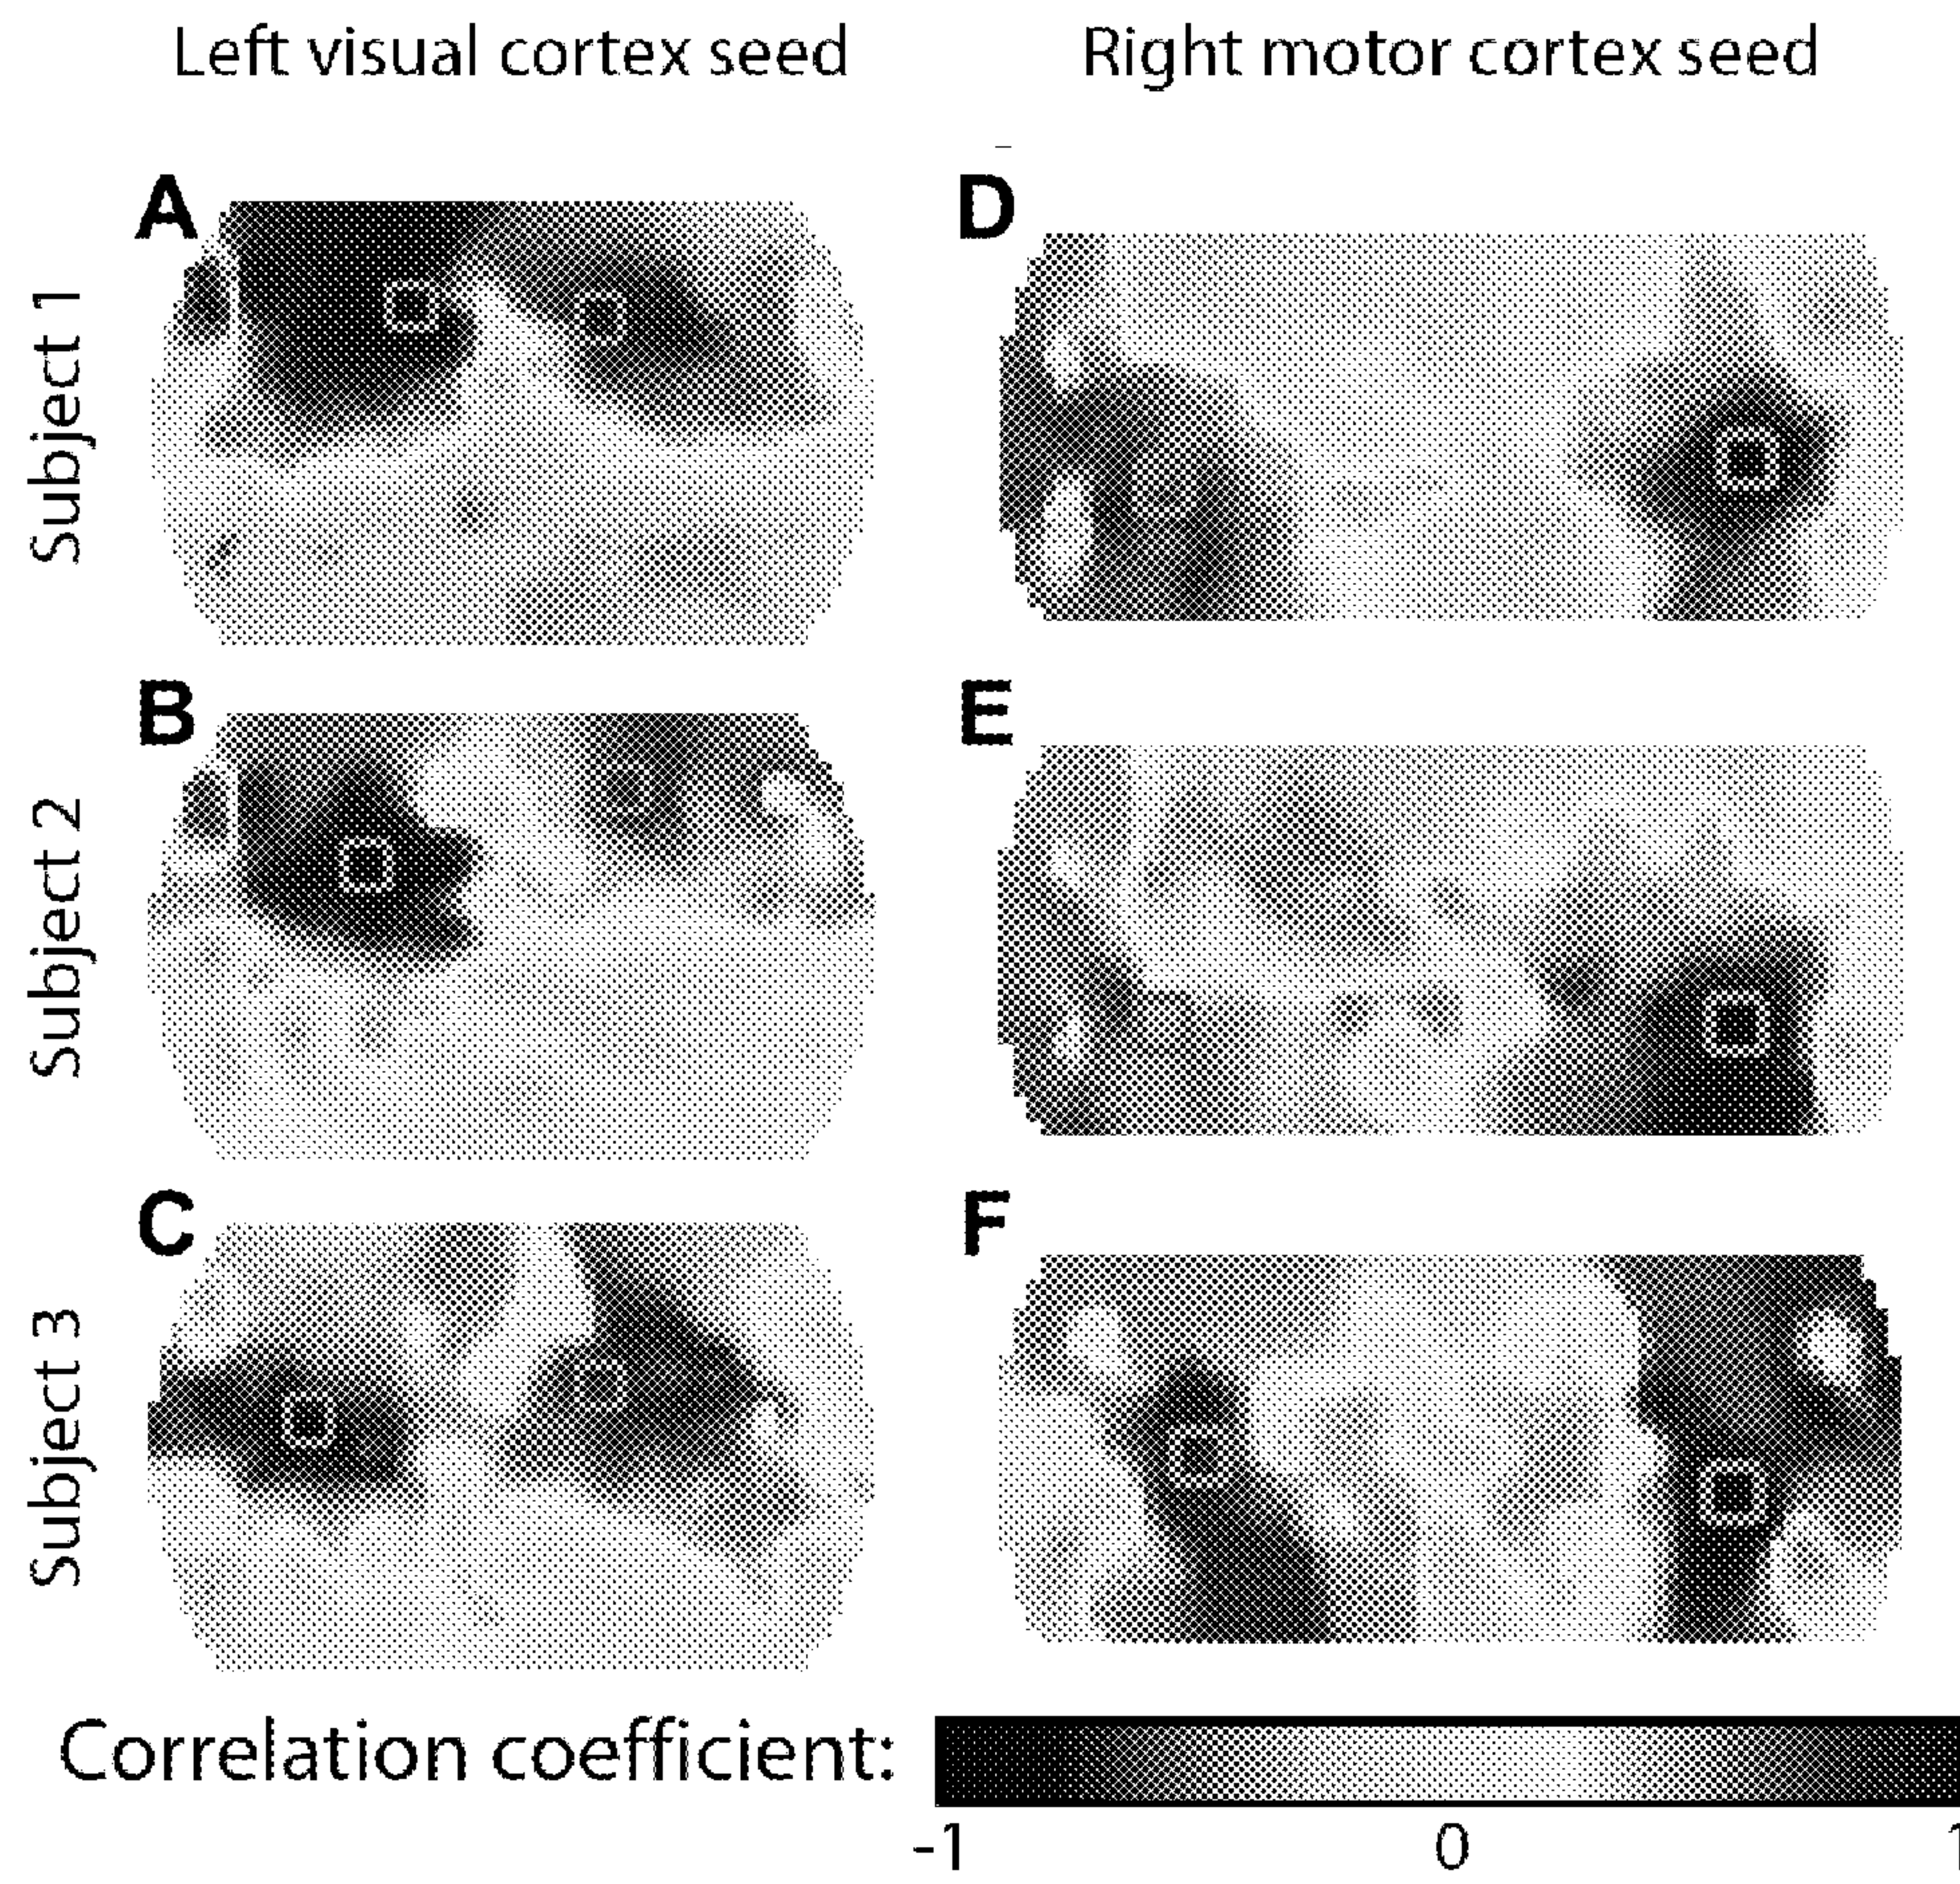 Left visual cortex seed
Right motor cortex seed
A
D
Subject 1
B
E
Subject 2
C
F
Subject 3
Correlation coefficient:
-1 0 1